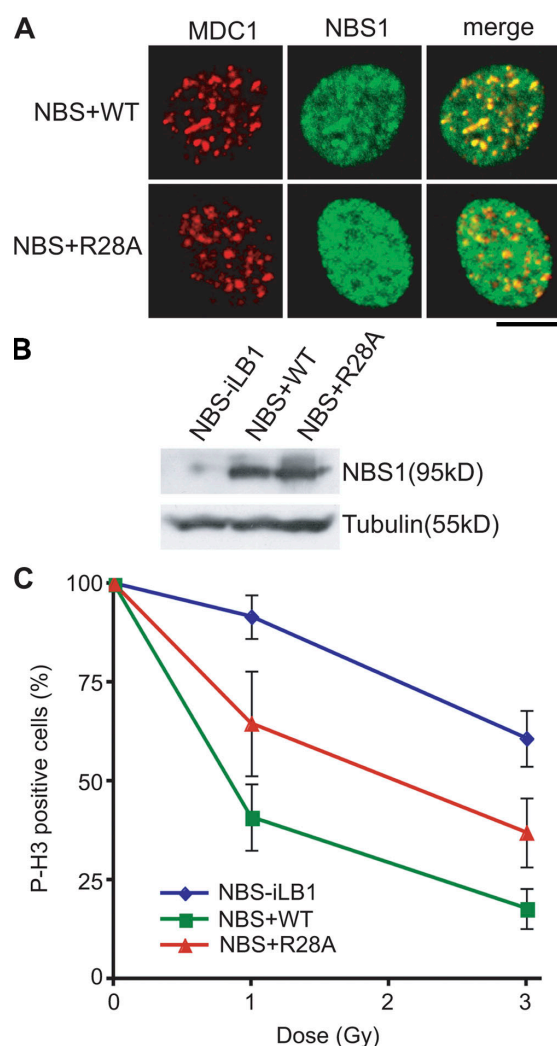 A
MDC1 NBS1 merge
NBS+WT
NBS+R28A
B
NBS-iLB1 NBS+WT NBS+R28A
NBS1(95kD)
Tubulin(55kD)
C
P-H3 positive cells (%)
100
75
50
25
0
NBS-iLB1
NBS+WT
NBS+R28A
0 1 2 3
Dose (Gy)